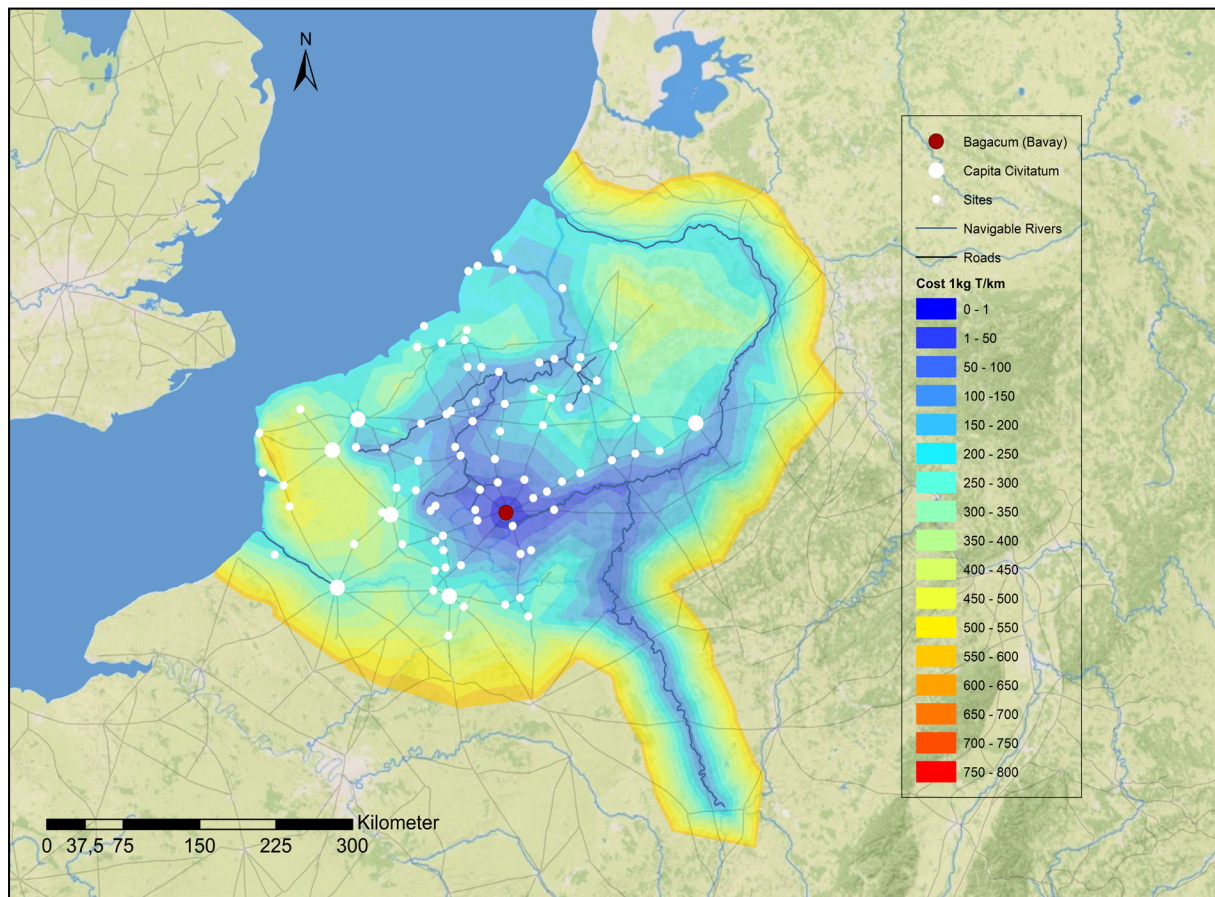 N
Bagacum (Bavay)
Capita Civitatum
Sites
Navigable Rivers
Roads
Cost 1kg T/km
0 - 1
1 - 50
50 - 100
100 -150
150 - 200
200 - 250
250 - 300
300 - 350
350 - 400
400 - 450
450 - 500
500 - 550
550 - 600
600 - 650
650 - 700
700 - 750
750 - 800
Kilometer
0 37,5 75 150 225 300